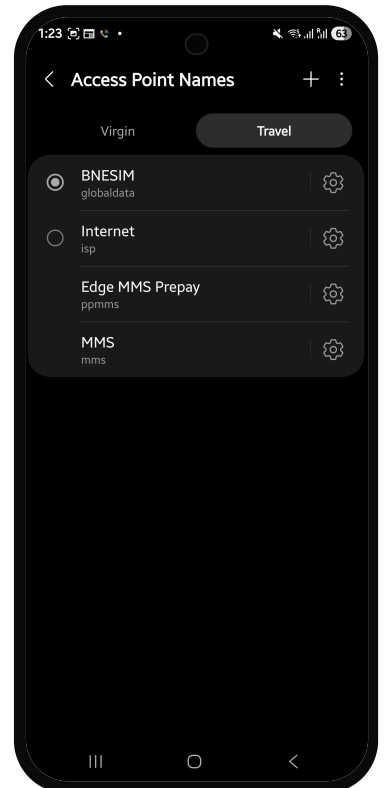 1:23
63
Access Point Names
Virgin
Travel
BNESIM
globaldata
Internet
isp
Edge MMS Prepay
ppmms
MMS
mms